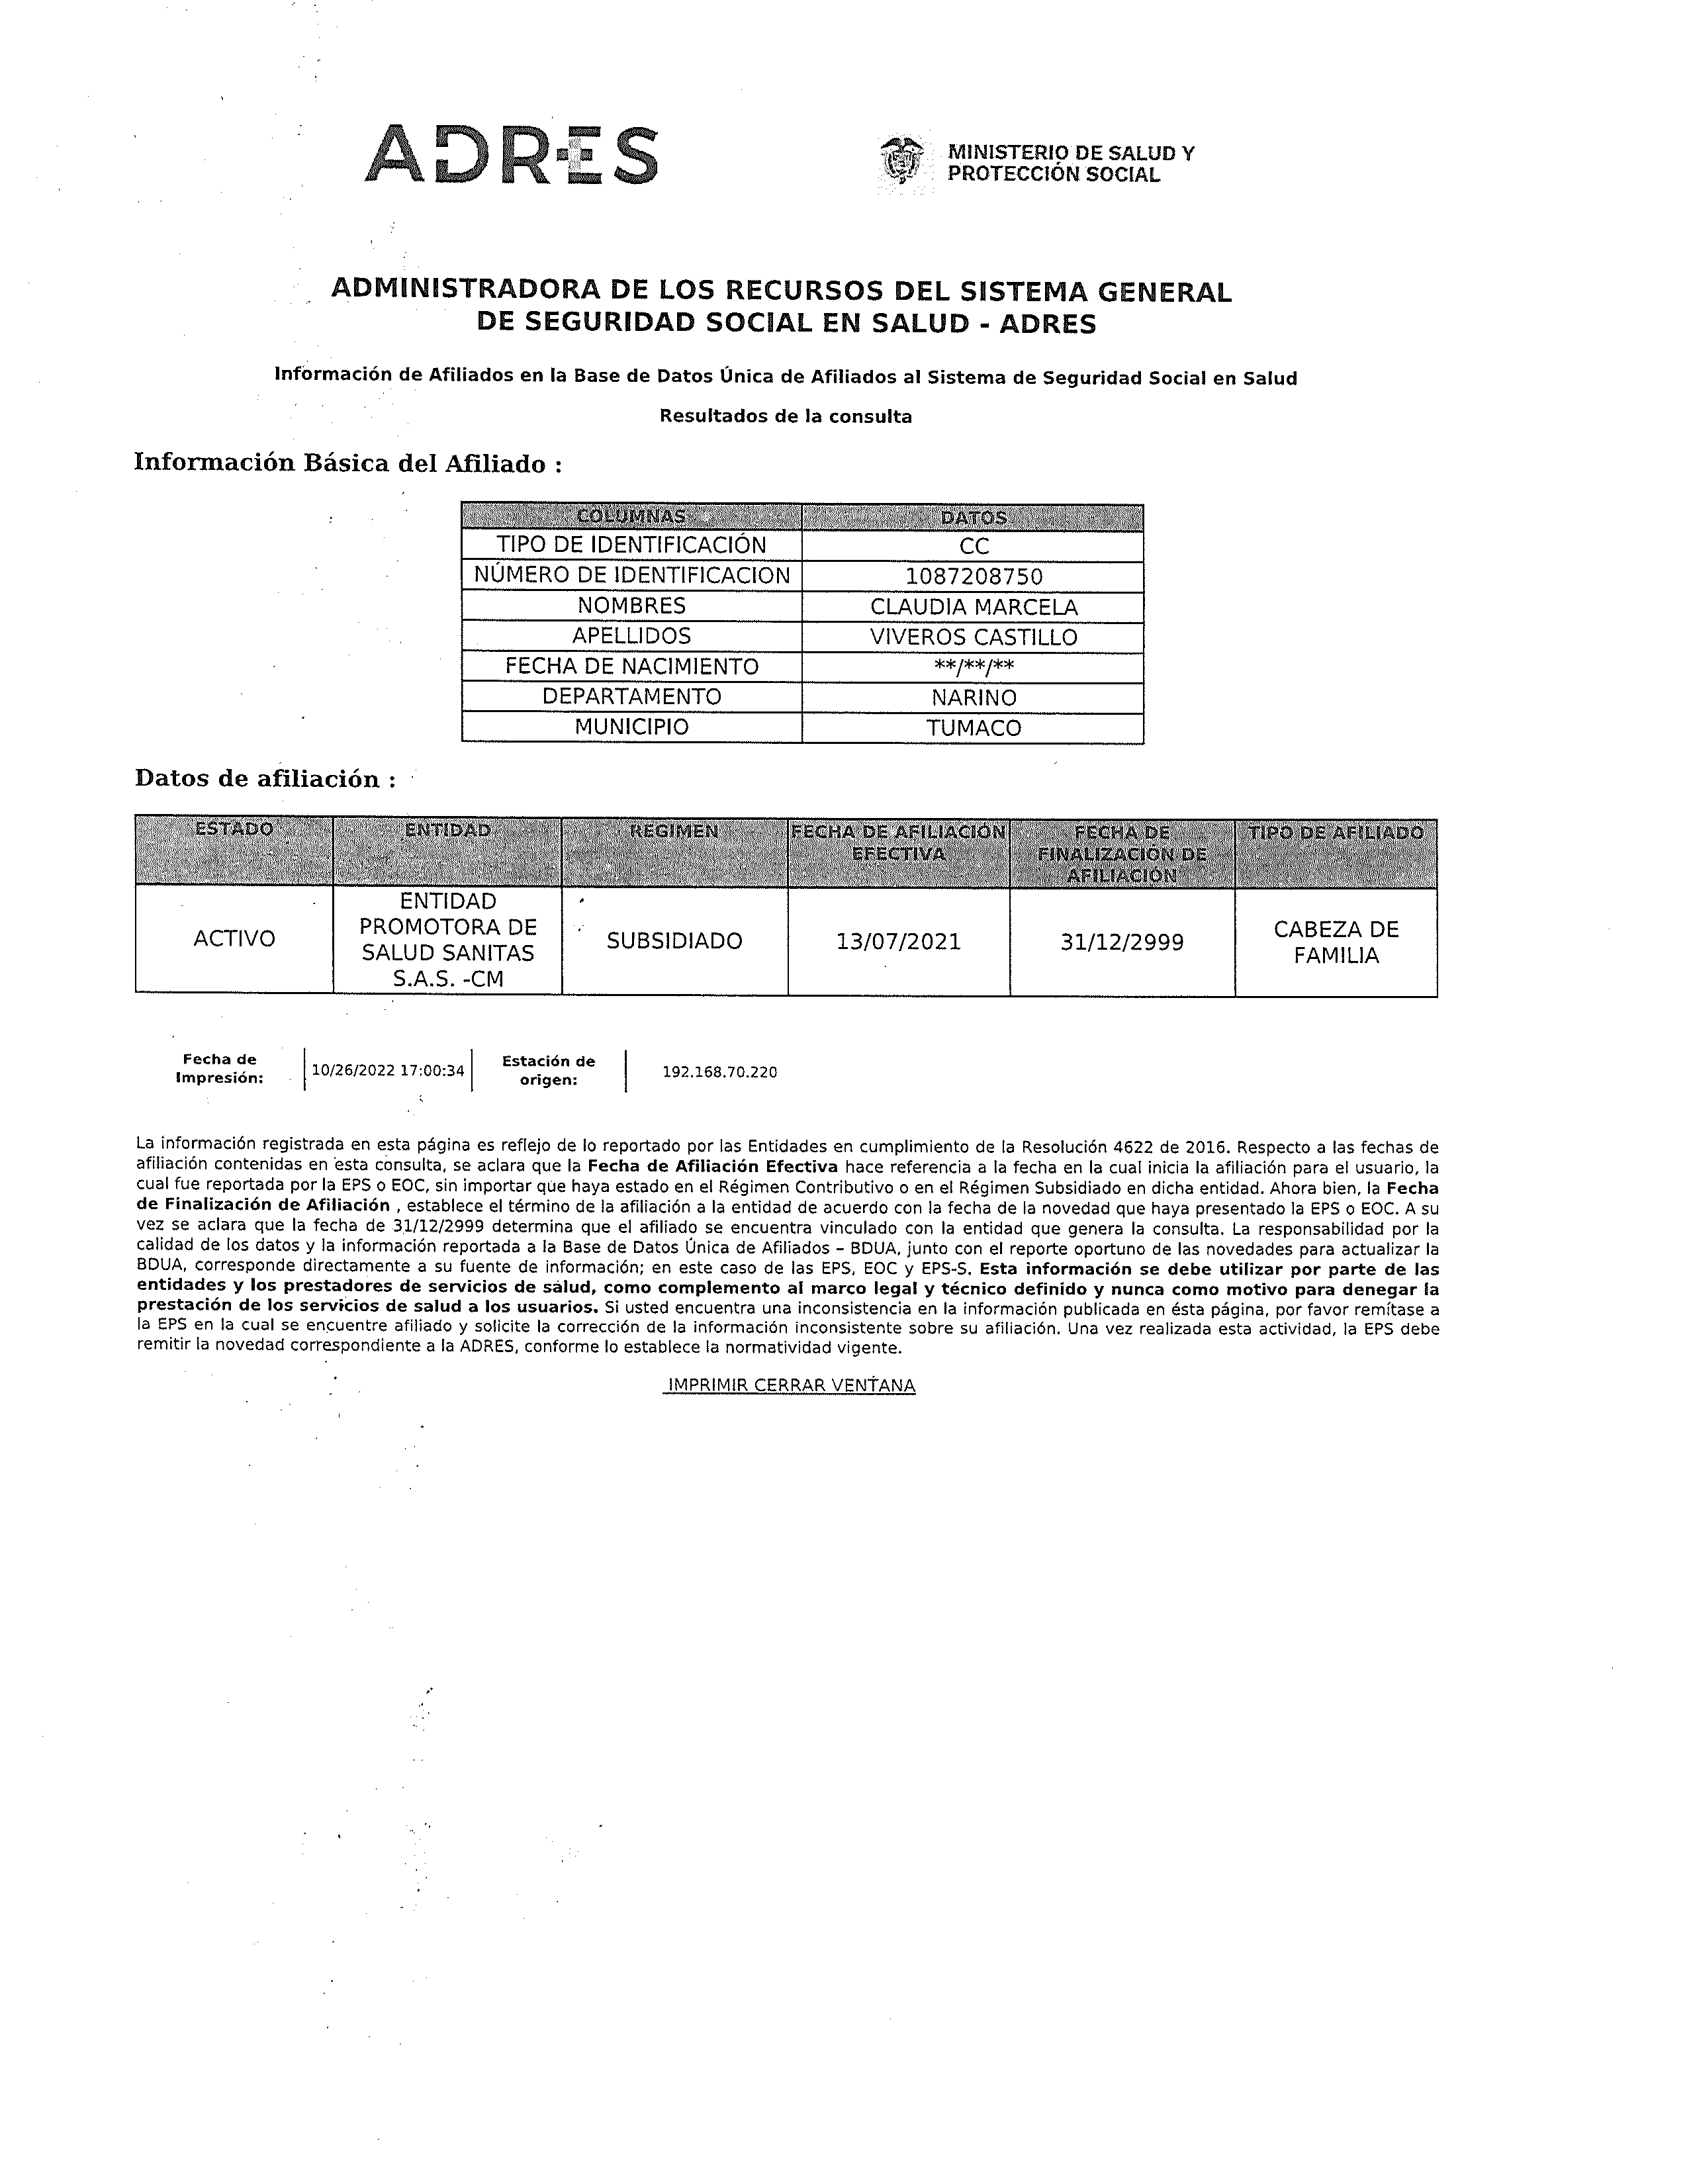 ADRES
MINISTERIO DE SALUD Y
PROTECCIÓN SOCIAL
ADMINISTRADORA DE LOS RECURSOS DEL SISTEMA GENERAL
DE SEGURIDAD SOCIAL EN SALUD - ADRES
Información de Afiliados en la Base de Datos Única de Afiliados al Sistema de Seguridad Social en Salud
Resultados de la consulta
Información Básica del Afiliado :
COLUMNAS DATOS
TIPO DE IDENTIFICACIÓN CC
NÚMERO DE IDENTIFICACION 1087208750
NOMBRES CLAUDIA MARCELA
APELLIDOS VIVEROS CASTILLO
FECHA DE NACIMIENTO **/**/**
DEPARTAMENTO NARINO
MUNICIPIO TUMACO
Datos de afiliación :
ESTADO ENTIDAD REGIMEN FECHA DE AFILIACIÓN EFECTIVA FECHA DE FINALIZACIÓN DE AFILIACIÓN TIPO DE AFILIADO
ACTIVO ENTIDAD PROMOTORA DE SALUD SANITAS S.A.S. -CM SUBSIDIADO 13/07/2021 31/12/2999 CABEZA DE FAMILIA
Fecha de Impresión: 10/26/2022 17:00:34 Estación de origen: 192.168.70.220
La información registrada en esta página es reflejo de lo reportado por las Entidades en cumplimiento de la Resolución 4622 de 2016. Respecto a las fechas de
afiliación contenidas en esta consulta, se aclara que la Fecha de Afiliación Efectiva hace referencia a la fecha en la cual inicia la afiliación para el usuario, la
cual fue reportada por la EPS o EOC, sin importar que haya estado en el Régimen Contributivo o en el Régimen Subsidiado en dicha entidad. Ahora bien, la Fecha
de Finalización de Afiliación , establece el término de la afiliación a la entidad de acuerdo con la fecha de la novedad que haya presentado la EPS o EOC. A su
vez se aclara que la fecha de 31/12/2999 determina que el afiliado se encuentra vinculado con la entidad que genera la consulta. La responsabilidad por la
calidad de los datos y la información reportada a la Base de Datos Única de Afiliados – BDUA, junto con el reporte oportuno de las novedades para actualizar la
BDUA, corresponde directamente a su fuente de información; en este caso de las EPS, EOC y EPS-S. Esta información se debe utilizar por parte de las
entidades y los prestadores de servicios de salud, como complemento al marco legal y técnico definido y nunca como motivo para denegar la
prestación de los servicios de salud a los usuarios. Si usted encuentra una inconsistencia en la información publicada en ésta página, por favor remítase a
la EPS en la cual se encuentre afiliado y solicite la corrección de la información inconsistente sobre su afiliación. Una vez realizada esta actividad, la EPS debe
remitir la novedad correspondiente a la ADRES, conforme lo establece la normatividad vigente.
IMPRIMIR CERRAR VENTANA